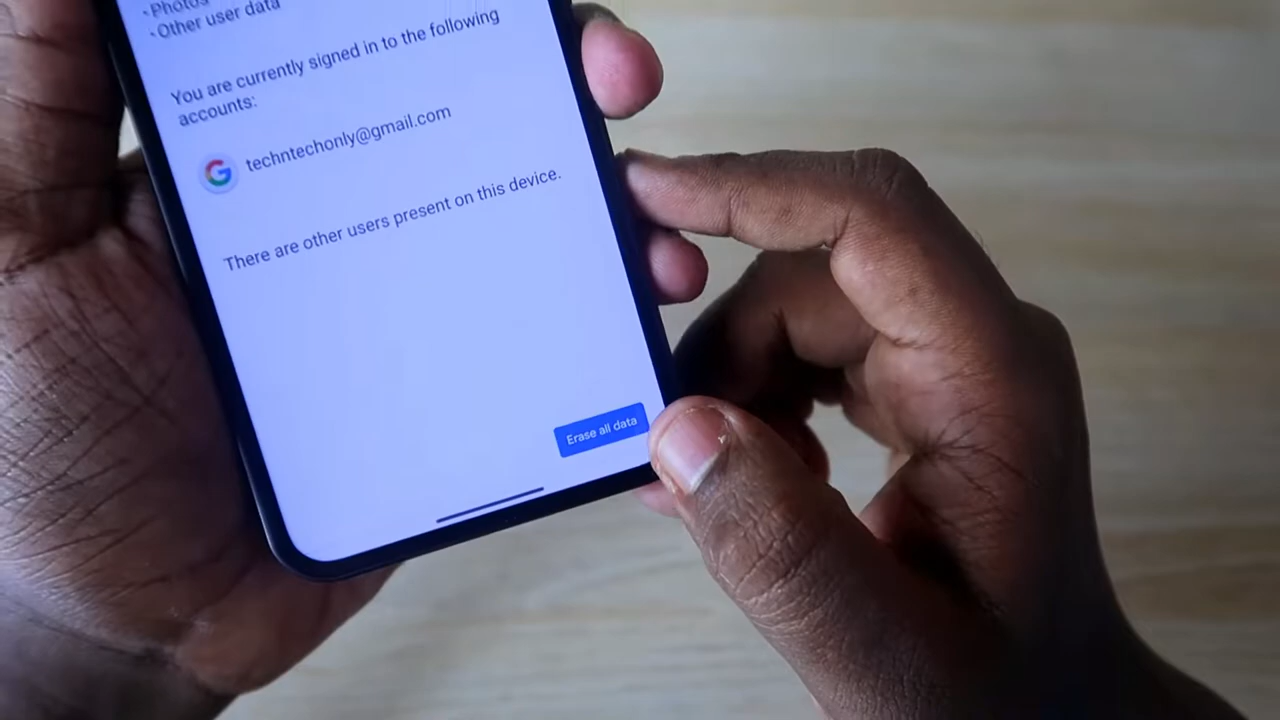 •Photos
•Other user data
You are currently signed in to the following
accounts:
G techntechonly@gmail.com
There are other users present on this device.
Erase all data